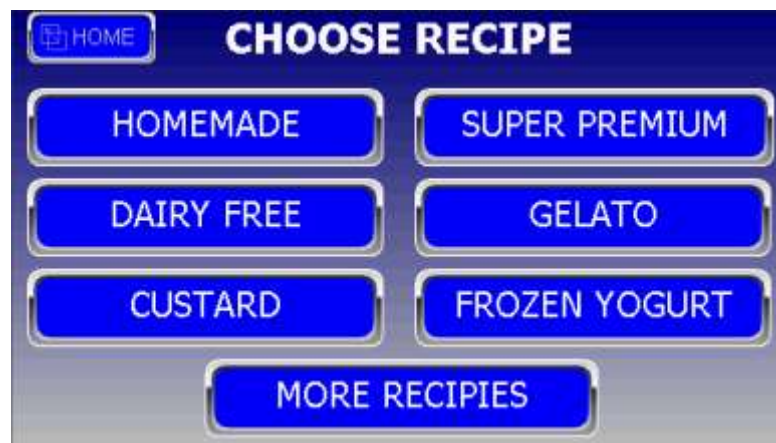 HOME
CHOOSE RECIPE
HOMEMADE
SUPER PREMIUM
DAIRY FREE
GELATO
CUSTARD
FROZEN YOGURT
MORE RECIPIES